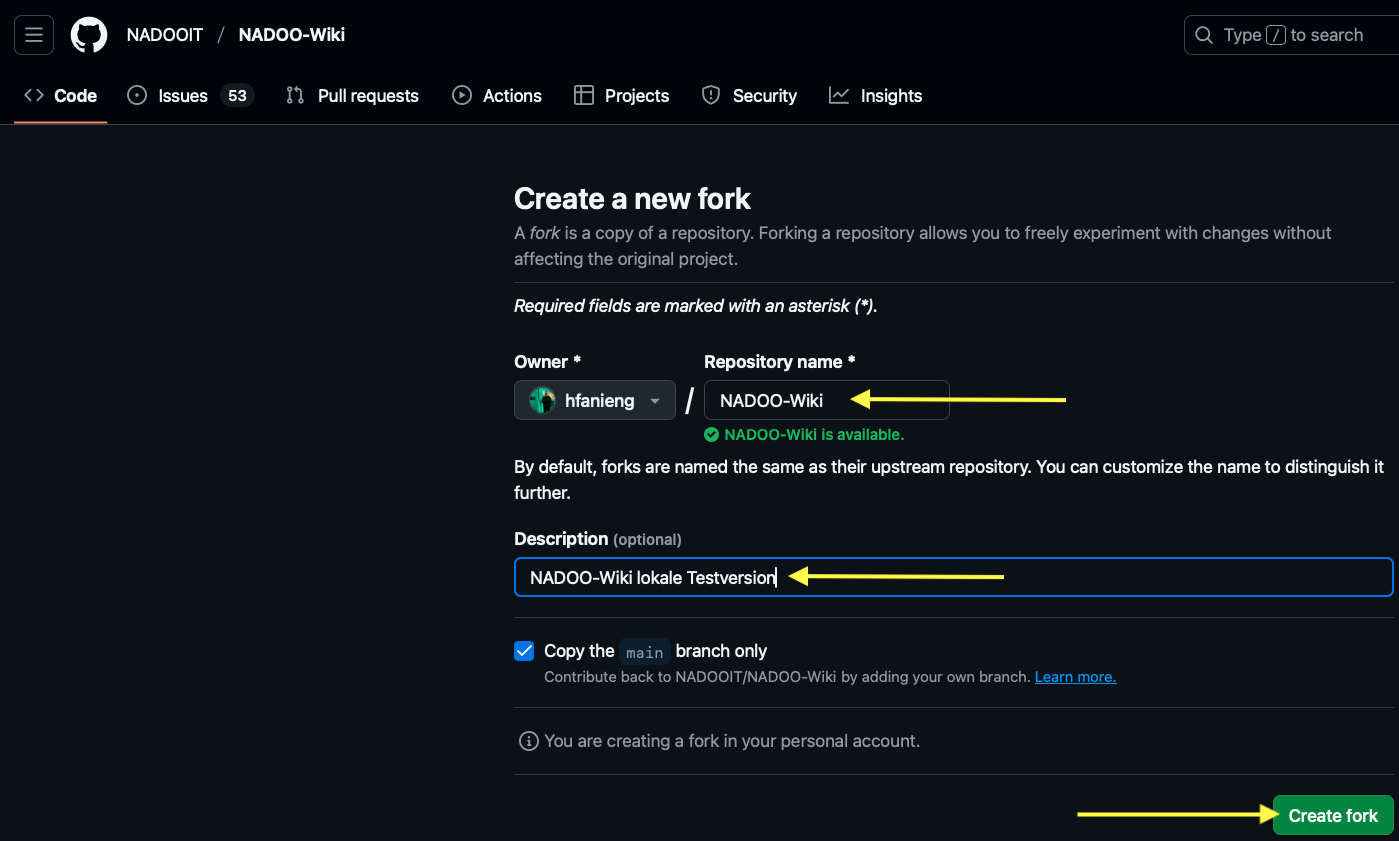 NADOOIT / NADOO-Wiki
Type / to search
Code Issues 53 Pull requests Actions Projects Security Insights
Create a new fork
A fork is a copy of a repository. Forking a repository allows you to freely experiment with changes without
affecting the original project.
Required fields are marked with an asterisk (*).
Owner * Repository name *
hfanieng / NADOO-Wiki
NADOO-Wiki is available.
By default, forks are named the same as their upstream repository. You can customize the name to distinguish it
further.
Description (optional)
NADOO-Wiki lokale Testversion
Copy the main branch only
Contribute back to NADOOIT/NADOO-Wiki by adding your own branch. Learn more.
You are creating a fork in your personal account.
Create fork